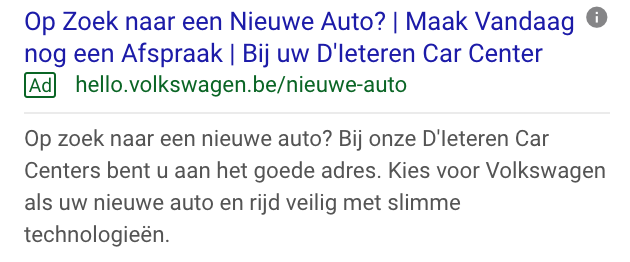 Op Zoek naar een Nieuwe Auto? | Maak Vandaag
nog een Afspraak | Bij uw D'Ieteren Car Center
Ad hello.volkswagen.be/nieuwe-auto
Op zoek naar een nieuwe auto? Bij onze D'Ieteren Car
Centers bent u aan het goede adres. Kies voor Volkswagen
als uw nieuwe auto en rijd veilig met slimme
technologieën.